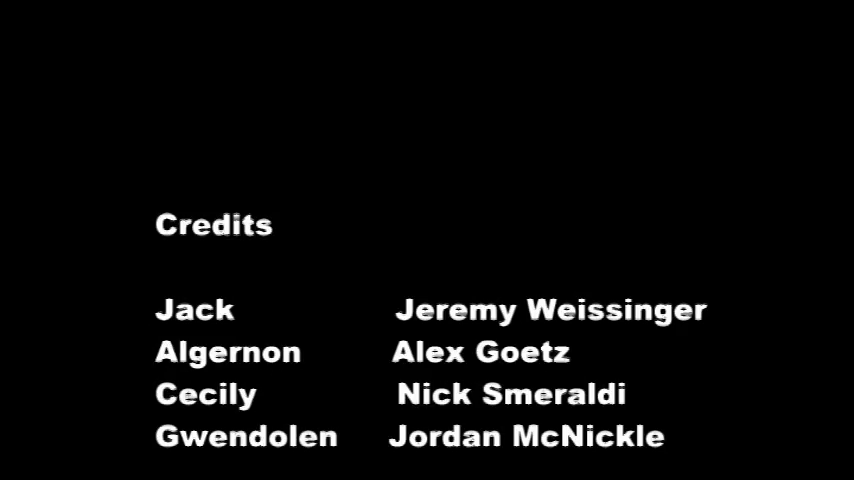 Credits
Jack Jeremy Weissinger
Algernon Alex Goetz
Cecily Nick Smeraldi
Gwendolen Jordan McNickle